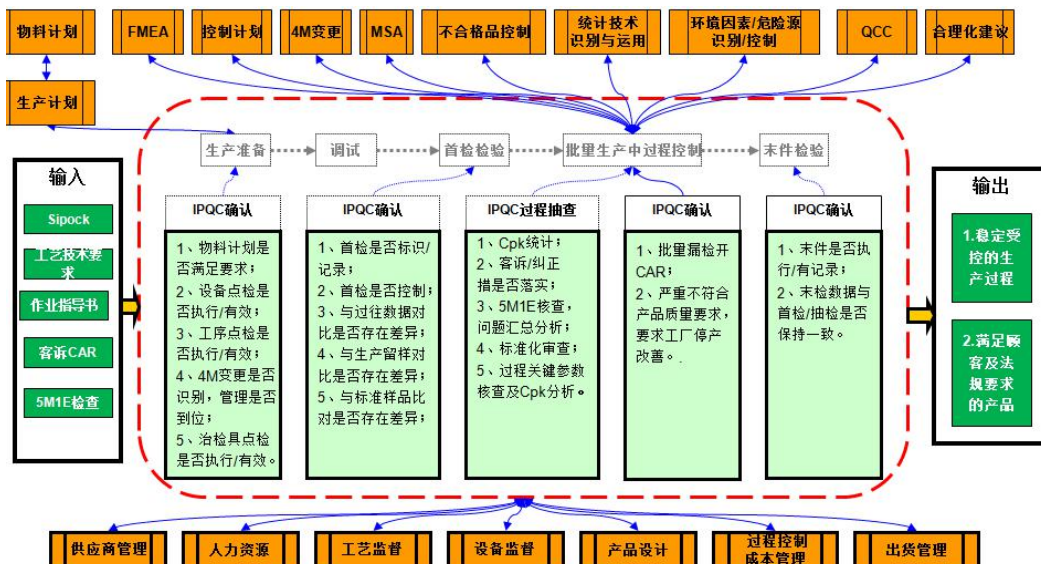 物料计划
FMEA
控制计划
4M变更
MSA
不合格品控制
统计技术
识别与运用
环境因素/危险源
识别/控制
QCC
合理化建议
生产计划
生产准备
调试
首检检验
批量生产中过程控制
末件检验
输入
Sipock
工艺技术要
求
作业指导书
客诉CAR
5M1E检查
IPQC确认
1、物料计划是
否满足要求；
2、设备点检是
否执行/有效；
3、工序点检是
否执行/有效；
4、4M变更是否
识别，管理是否
到位；
5、治检具点检
是否执行/有效。
IPQC确认
1、首检是否标识/
记录；
2、首检是否控制；
3、与过往数据对
比是否存在差异；
4、与生产留样对
比是否存在差异；
5、与标准样品比
对是否存在差异；
IPQC过程抽查
1、Cpk统计；
2、客诉/纠正
措是否落实；
3、5M1E核查，
问题汇总分析；
4、标准化审查；
5、过程关键参数
核查及Cpk分析。
IPQC确认
1、批量漏检开
CAR；
2、严重不符合
产品质量要求，
要求工厂停产
改善。.
IPQC确认
1、末件是否执
行/有记录；
2、末检数据与
首检/抽检是否
保持一致。
输出
1.稳定受
控的生
产过程
2.满足顾
客及法
规要求
的产品
供应商管理
人力资源
工艺监督
设备监督
产品设计
过程控制
成本管理
出货管理